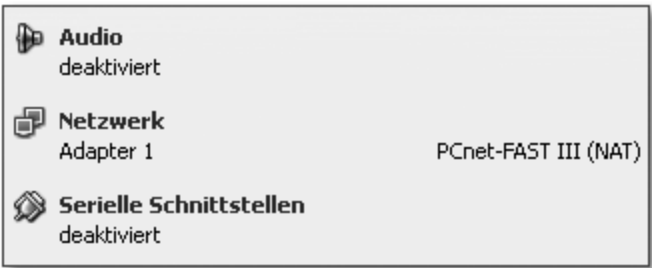 Audio
deaktiviert
Netzwerk
Adapter 1 PCnet-FAST III (NAT)
Serielle Schnittstellen
deaktiviert